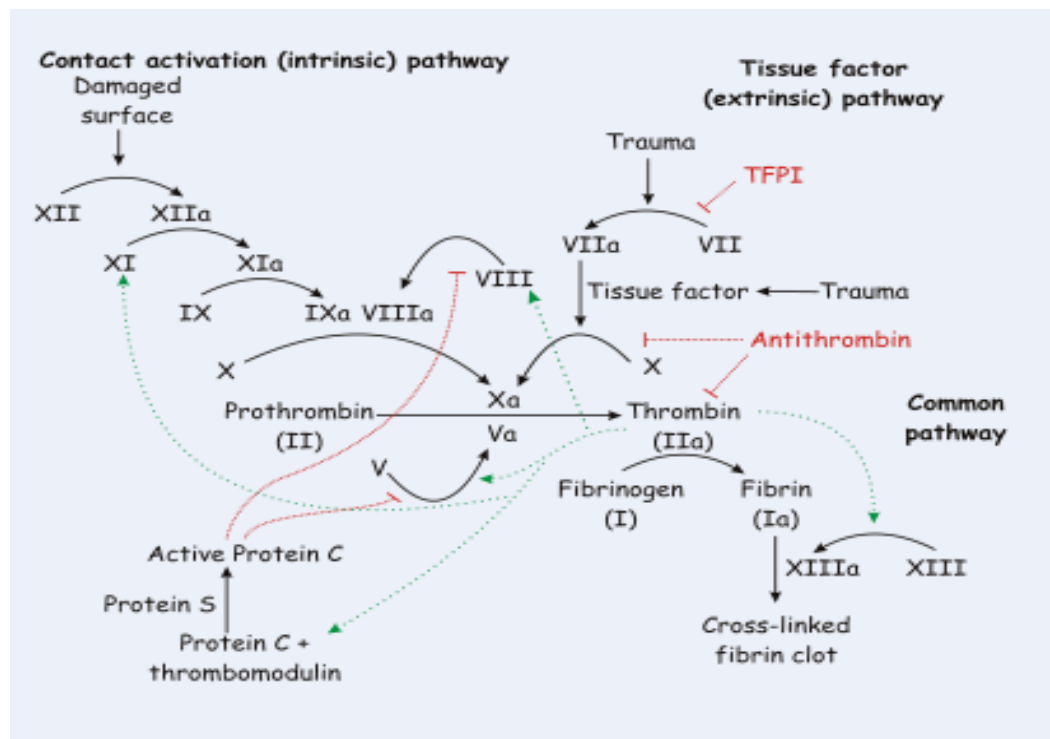 Contact activation (intrinsic) pathway
Damaged
surface
Tissue factor
(extrinsic) pathway
Trauma
TFPI
XII
XIIa
VIIa
VII
XI
XIa
VIII
Tissue factor
Trauma
IX
IXa VIIIa
Antithrombin
X
X
Xa
Prothrombin
(II)
Thrombin
(IIa)
Common
pathway
Va
V
Fibrinogen
(I)
Fibrin
(Ia)
Active Protein C
XIIIa
XIII
Protein S
Protein C +
thrombomodulin
Cross-linked
fibrin clot